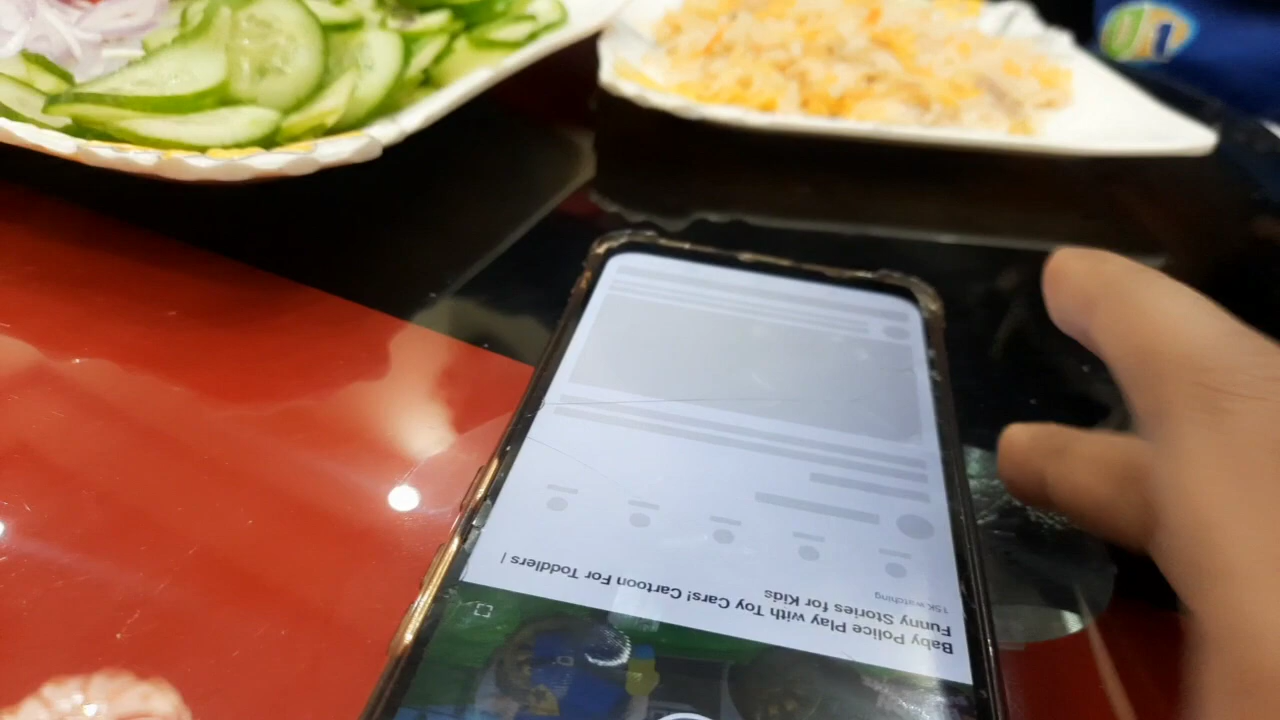 Baby Police Play with Toy Cars! Cartoon For Toddlers |
Funny Stories for Kids
15K watching